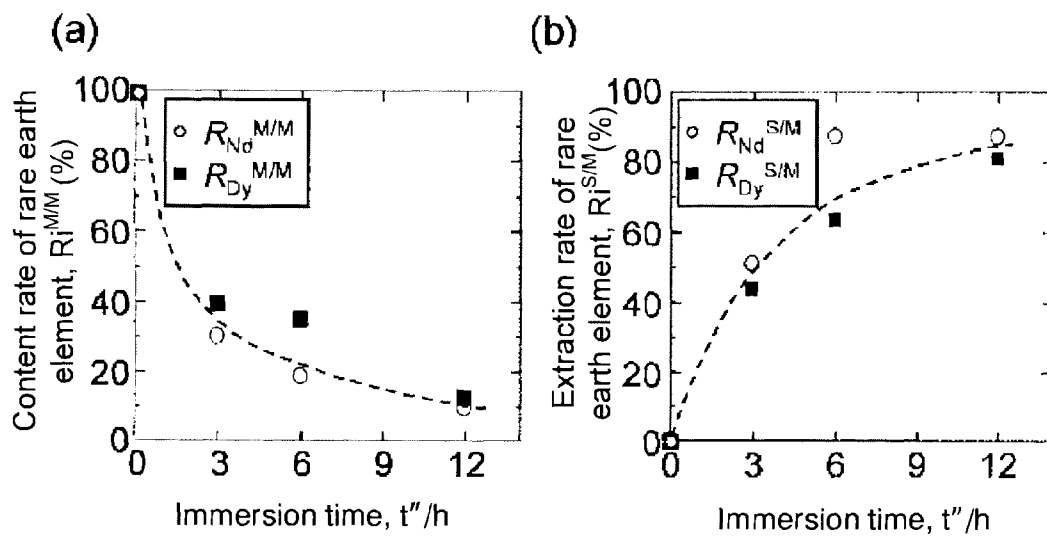 (a)
100
80
60
40
20
0
Content rate of rare earth
element, Ri^M/M (%)
○ R_Nd^M/M
■ R_Dy^M/M
0 3 6 9 12
Immersion time, t″/h
(b)
100
80
60
40
20
0
Extraction rate of rare
earth element, Ri^S/M (%)
○ R_Nd^S/M
■ R_Dy^S/M
0 3 6 9 12
Immersion time, t″/h